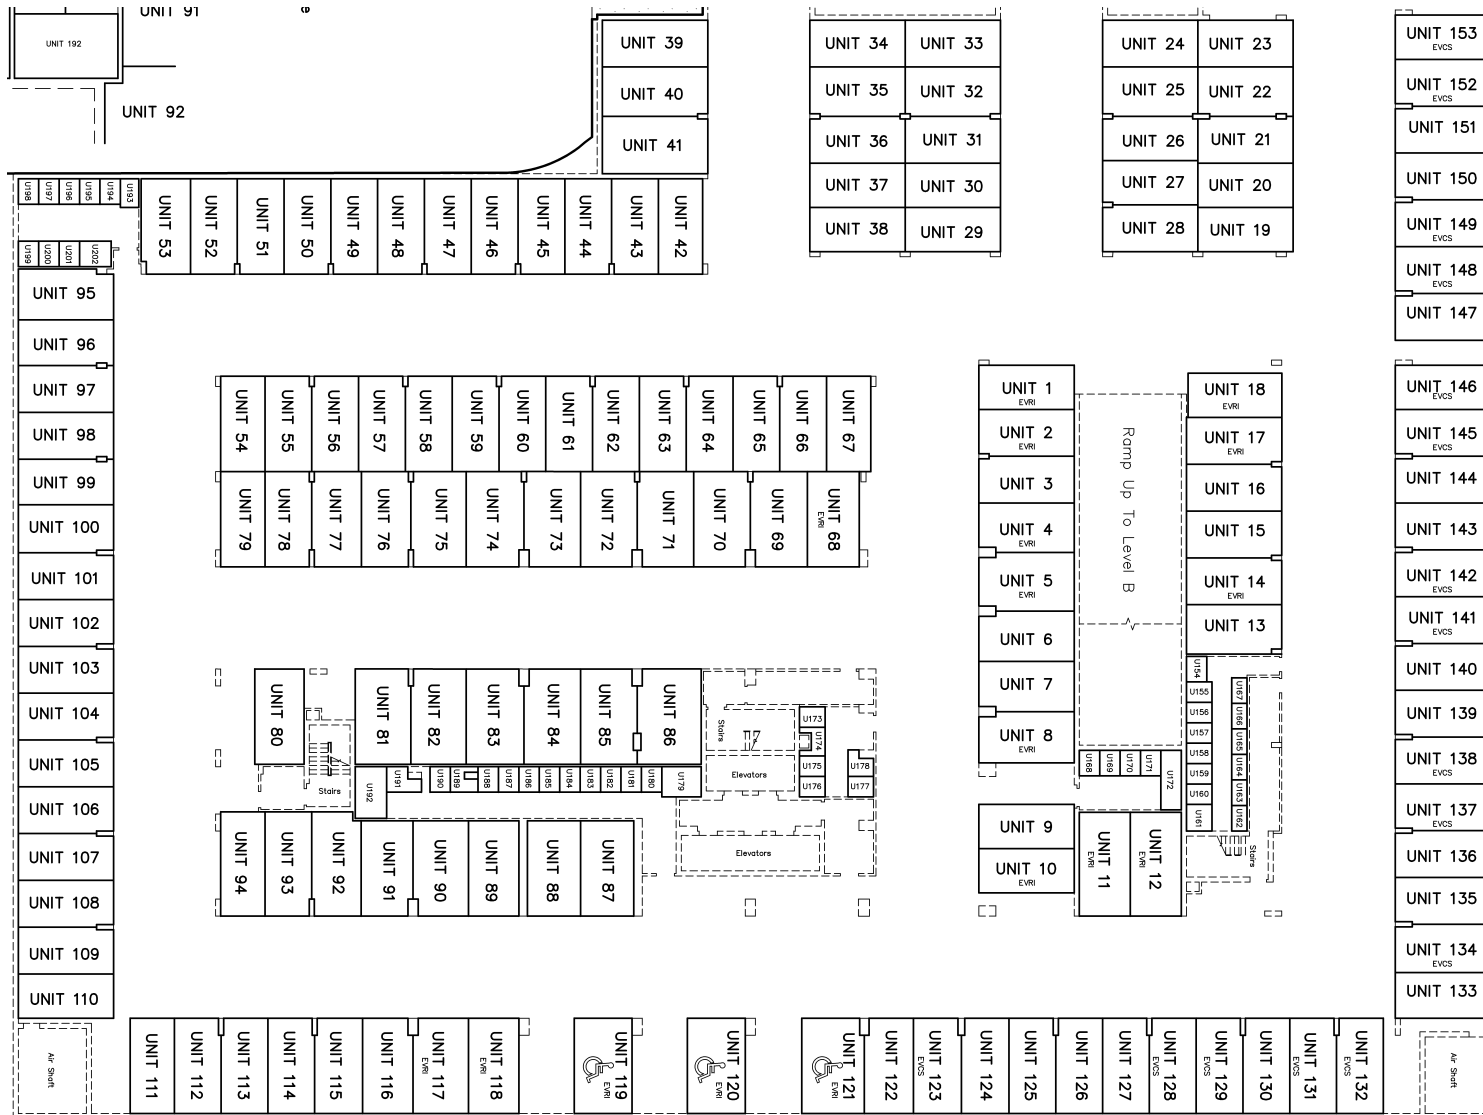 UNIT 91
UNIT 192
UNIT 92
UNIT 39
UNIT 40
UNIT 41
UNIT 34
UNIT 33
UNIT 35
UNIT 32
UNIT 36
UNIT 31
UNIT 37
UNIT 30
UNIT 38
UNIT 29
UNIT 24
UNIT 23
UNIT 25
UNIT 22
UNIT 26
UNIT 21
UNIT 27
UNIT 20
UNIT 28
UNIT 19
UNIT 153
EVCS
UNIT 152
EVCS
UNIT 151
UNIT 150
UNIT 149
EVCS
UNIT 148
EVCS
UNIT 147
U198
U197
U196
U195
U194
U193
U199
U200
U201
U202
UNIT 53
UNIT 52
UNIT 51
UNIT 50
UNIT 49
UNIT 48
UNIT 47
UNIT 46
UNIT 45
UNIT 44
UNIT 43
UNIT 42
UNIT 95
UNIT 96
UNIT 97
UNIT 98
UNIT 99
UNIT 100
UNIT 101
UNIT 102
UNIT 103
UNIT 104
UNIT 105
UNIT 106
UNIT 107
UNIT 108
UNIT 109
UNIT 110
UNIT 54
UNIT 55
UNIT 56
UNIT 57
UNIT 58
UNIT 59
UNIT 60
UNIT 61
UNIT 62
UNIT 63
UNIT 64
UNIT 65
UNIT 66
UNIT 67
UNIT 79
UNIT 78
UNIT 77
UNIT 76
UNIT 75
UNIT 74
UNIT 73
UNIT 72
UNIT 71
UNIT 70
UNIT 69
UNIT 68
EVRI
UNIT 1
EVRI
UNIT 2
EVRI
UNIT 3
UNIT 4
EVRI
UNIT 5
EVRI
UNIT 6
UNIT 7
UNIT 8
EVRI
UNIT 9
UNIT 10
EVRI
Ramp Up To Level B
UNIT 18
EVRI
UNIT 17
EVRI
UNIT 16
UNIT 15
UNIT 14
EVRI
UNIT 13
U154
U155
U156
U157
U158
U159
U160
U161
U167
U166
U165
U164
U163
U162
U168
U169
U170
U171
U172
UNIT 11
EVRI
UNIT 12
EVRI
Stairs
UNIT 146
EVCS
UNIT 145
EVCS
UNIT 144
UNIT 143
UNIT 142
EVCS
UNIT 141
EVCS
UNIT 140
UNIT 139
UNIT 138
EVCS
UNIT 137
EVCS
UNIT 136
UNIT 135
UNIT 134
EVCS
UNIT 133
UNIT 80
Stairs
UNIT 81
UNIT 82
UNIT 83
UNIT 84
UNIT 85
UNIT 86
Stairs
Elevators
Elevators
U173
U174
U175
U176
U178
U177
U192
U191
U190
U189
U188
U187
U186
U185
U184
U183
U182
U181
U180
U179
UNIT 94
UNIT 93
UNIT 92
UNIT 91
UNIT 90
UNIT 89
UNIT 88
UNIT 87
Air Shaft
UNIT 111
UNIT 112
UNIT 113
UNIT 114
UNIT 115
UNIT 116
UNIT 117
EVRI
UNIT 118
EVRI
UNIT 119
EVRI
UNIT 120
EVRI
UNIT 121
EVRI
UNIT 122
UNIT 123
EVCS
UNIT 124
UNIT 125
UNIT 126
UNIT 127
UNIT 128
EVCS
UNIT 129
EVCS
UNIT 130
UNIT 131
EVCS
UNIT 132
EVCS
Air Shaft